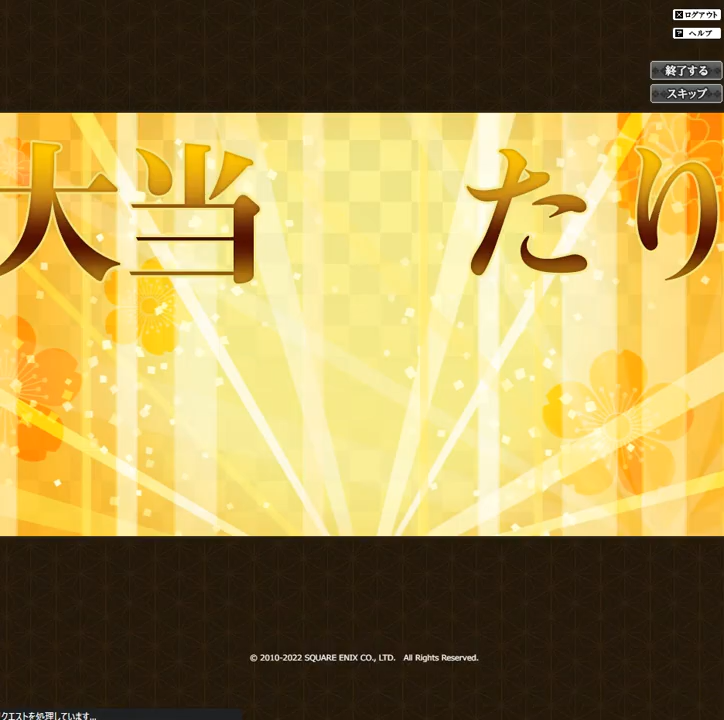 ログアウト
ヘルプ
終了する
スキップ
大当 たり
© 2010-2022 SQUARE ENIX CO., LTD. All Rights Reserved.
クエストを処理しています...